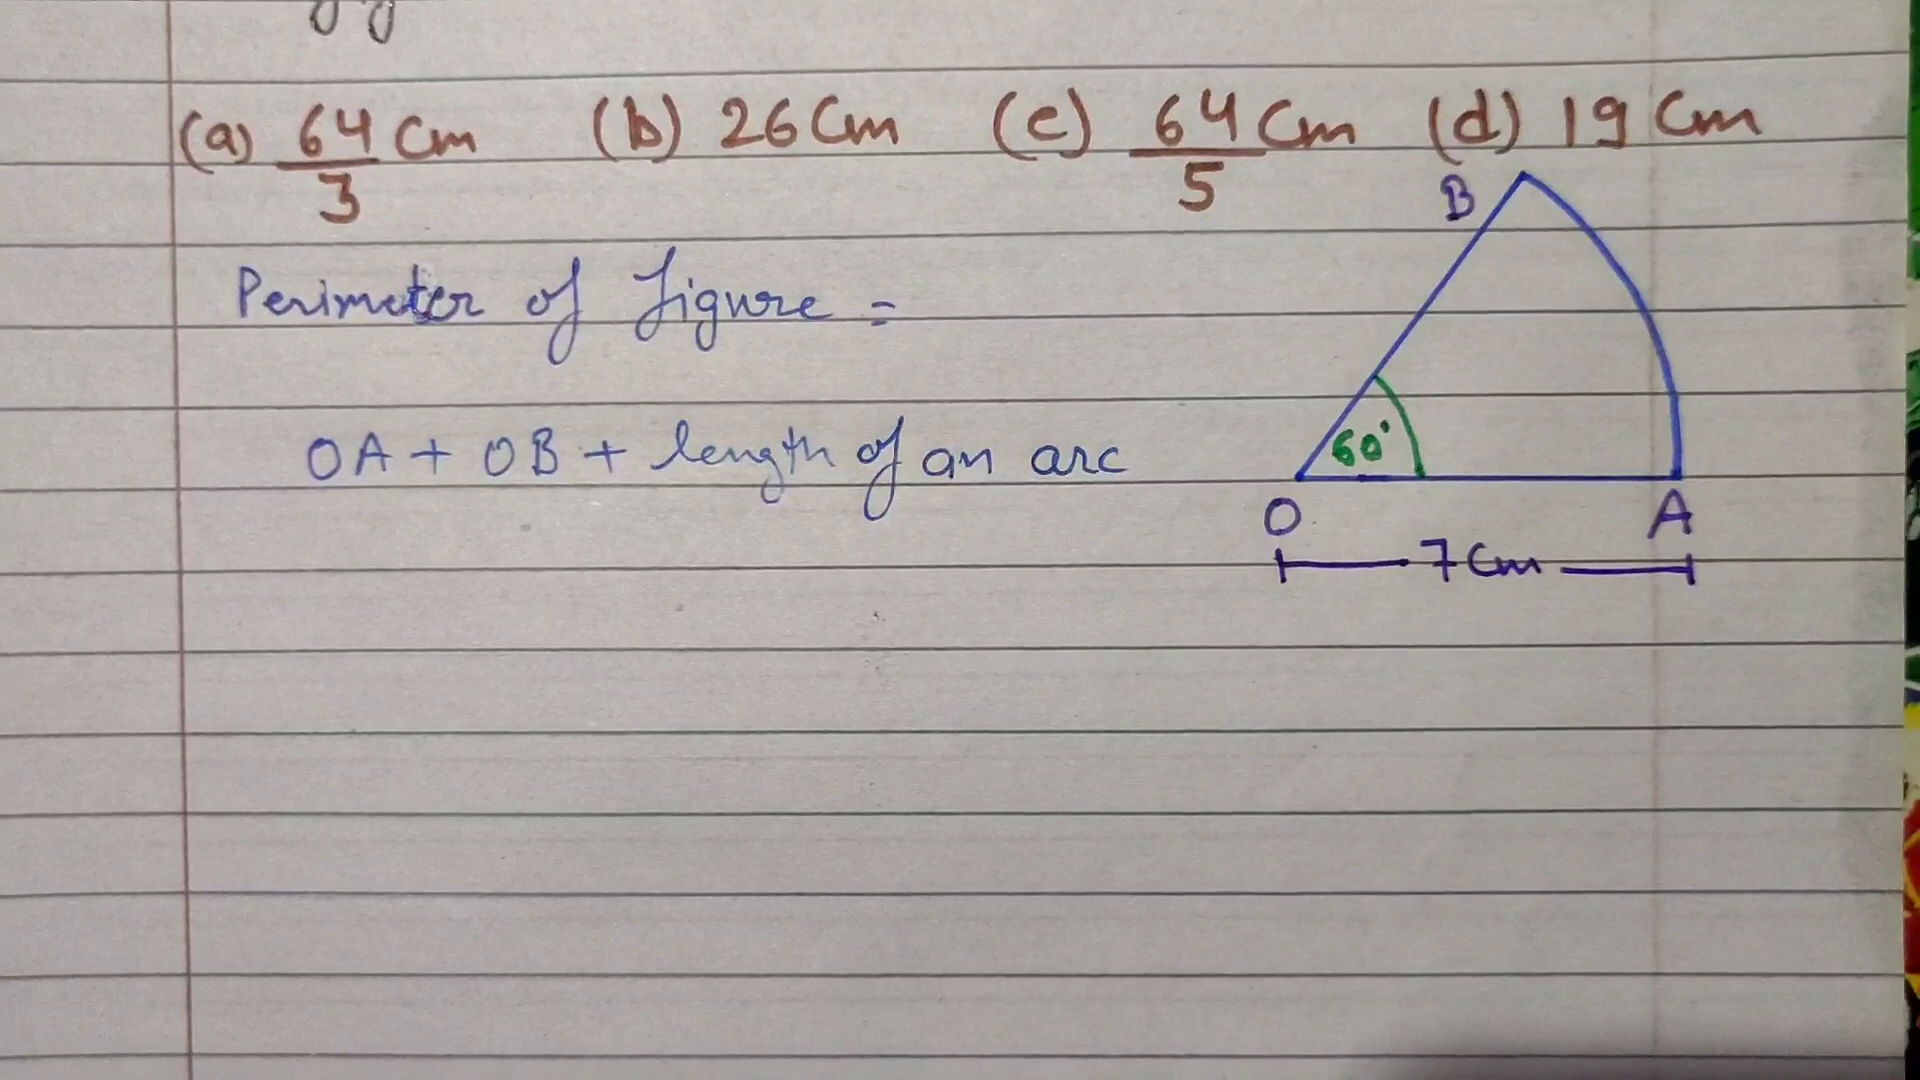 (a) 64/3 cm (b) 26 cm (c) 64/5 cm (d) 19 cm
B
Perimeter of figure =
OA + OB + length of an arc
60°
O A
7 cm